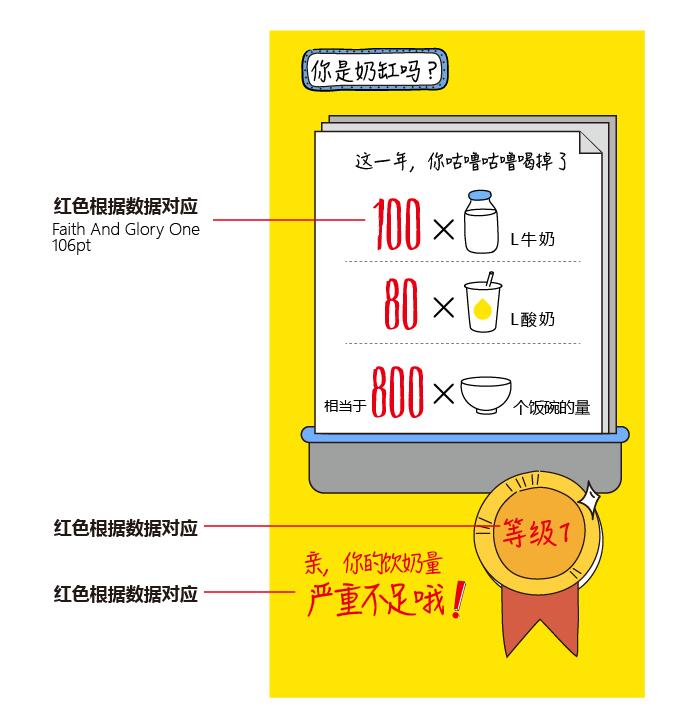 你是奶缸吗？
这一年，你咕噜咕噜喝掉了
红色根据数据对应
Faith And Glory One
106pt
100 × L牛奶
80 × L酸奶
相当于 800 × 个饭碗的量
红色根据数据对应
等级1
亲，你的饮奶量
红色根据数据对应
严重不足哦！